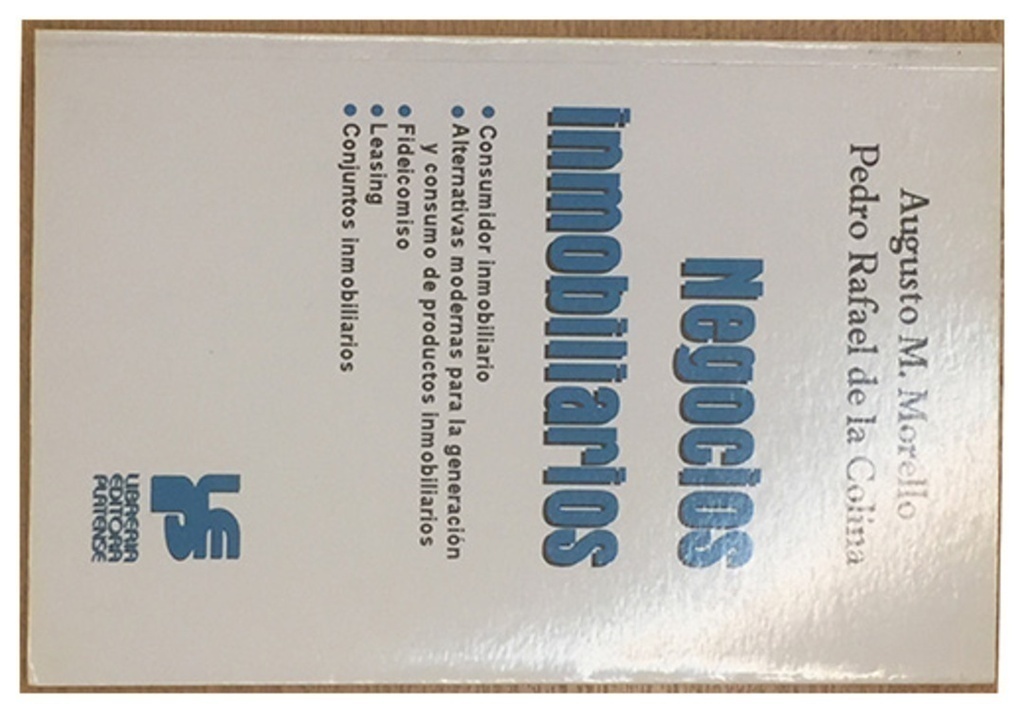 Augusto M. Morello
Pedro Rafael de la Colina
Negocios
inmobiliarios
• Consumidor inmobiliario
• Alternativas modernas para la generación
y consumo de productos inmobiliarios
• Fideicomiso
• Leasing
• Conjuntos inmobiliarios
LEP
LIBRERIA
EDITORA
PLATENSE